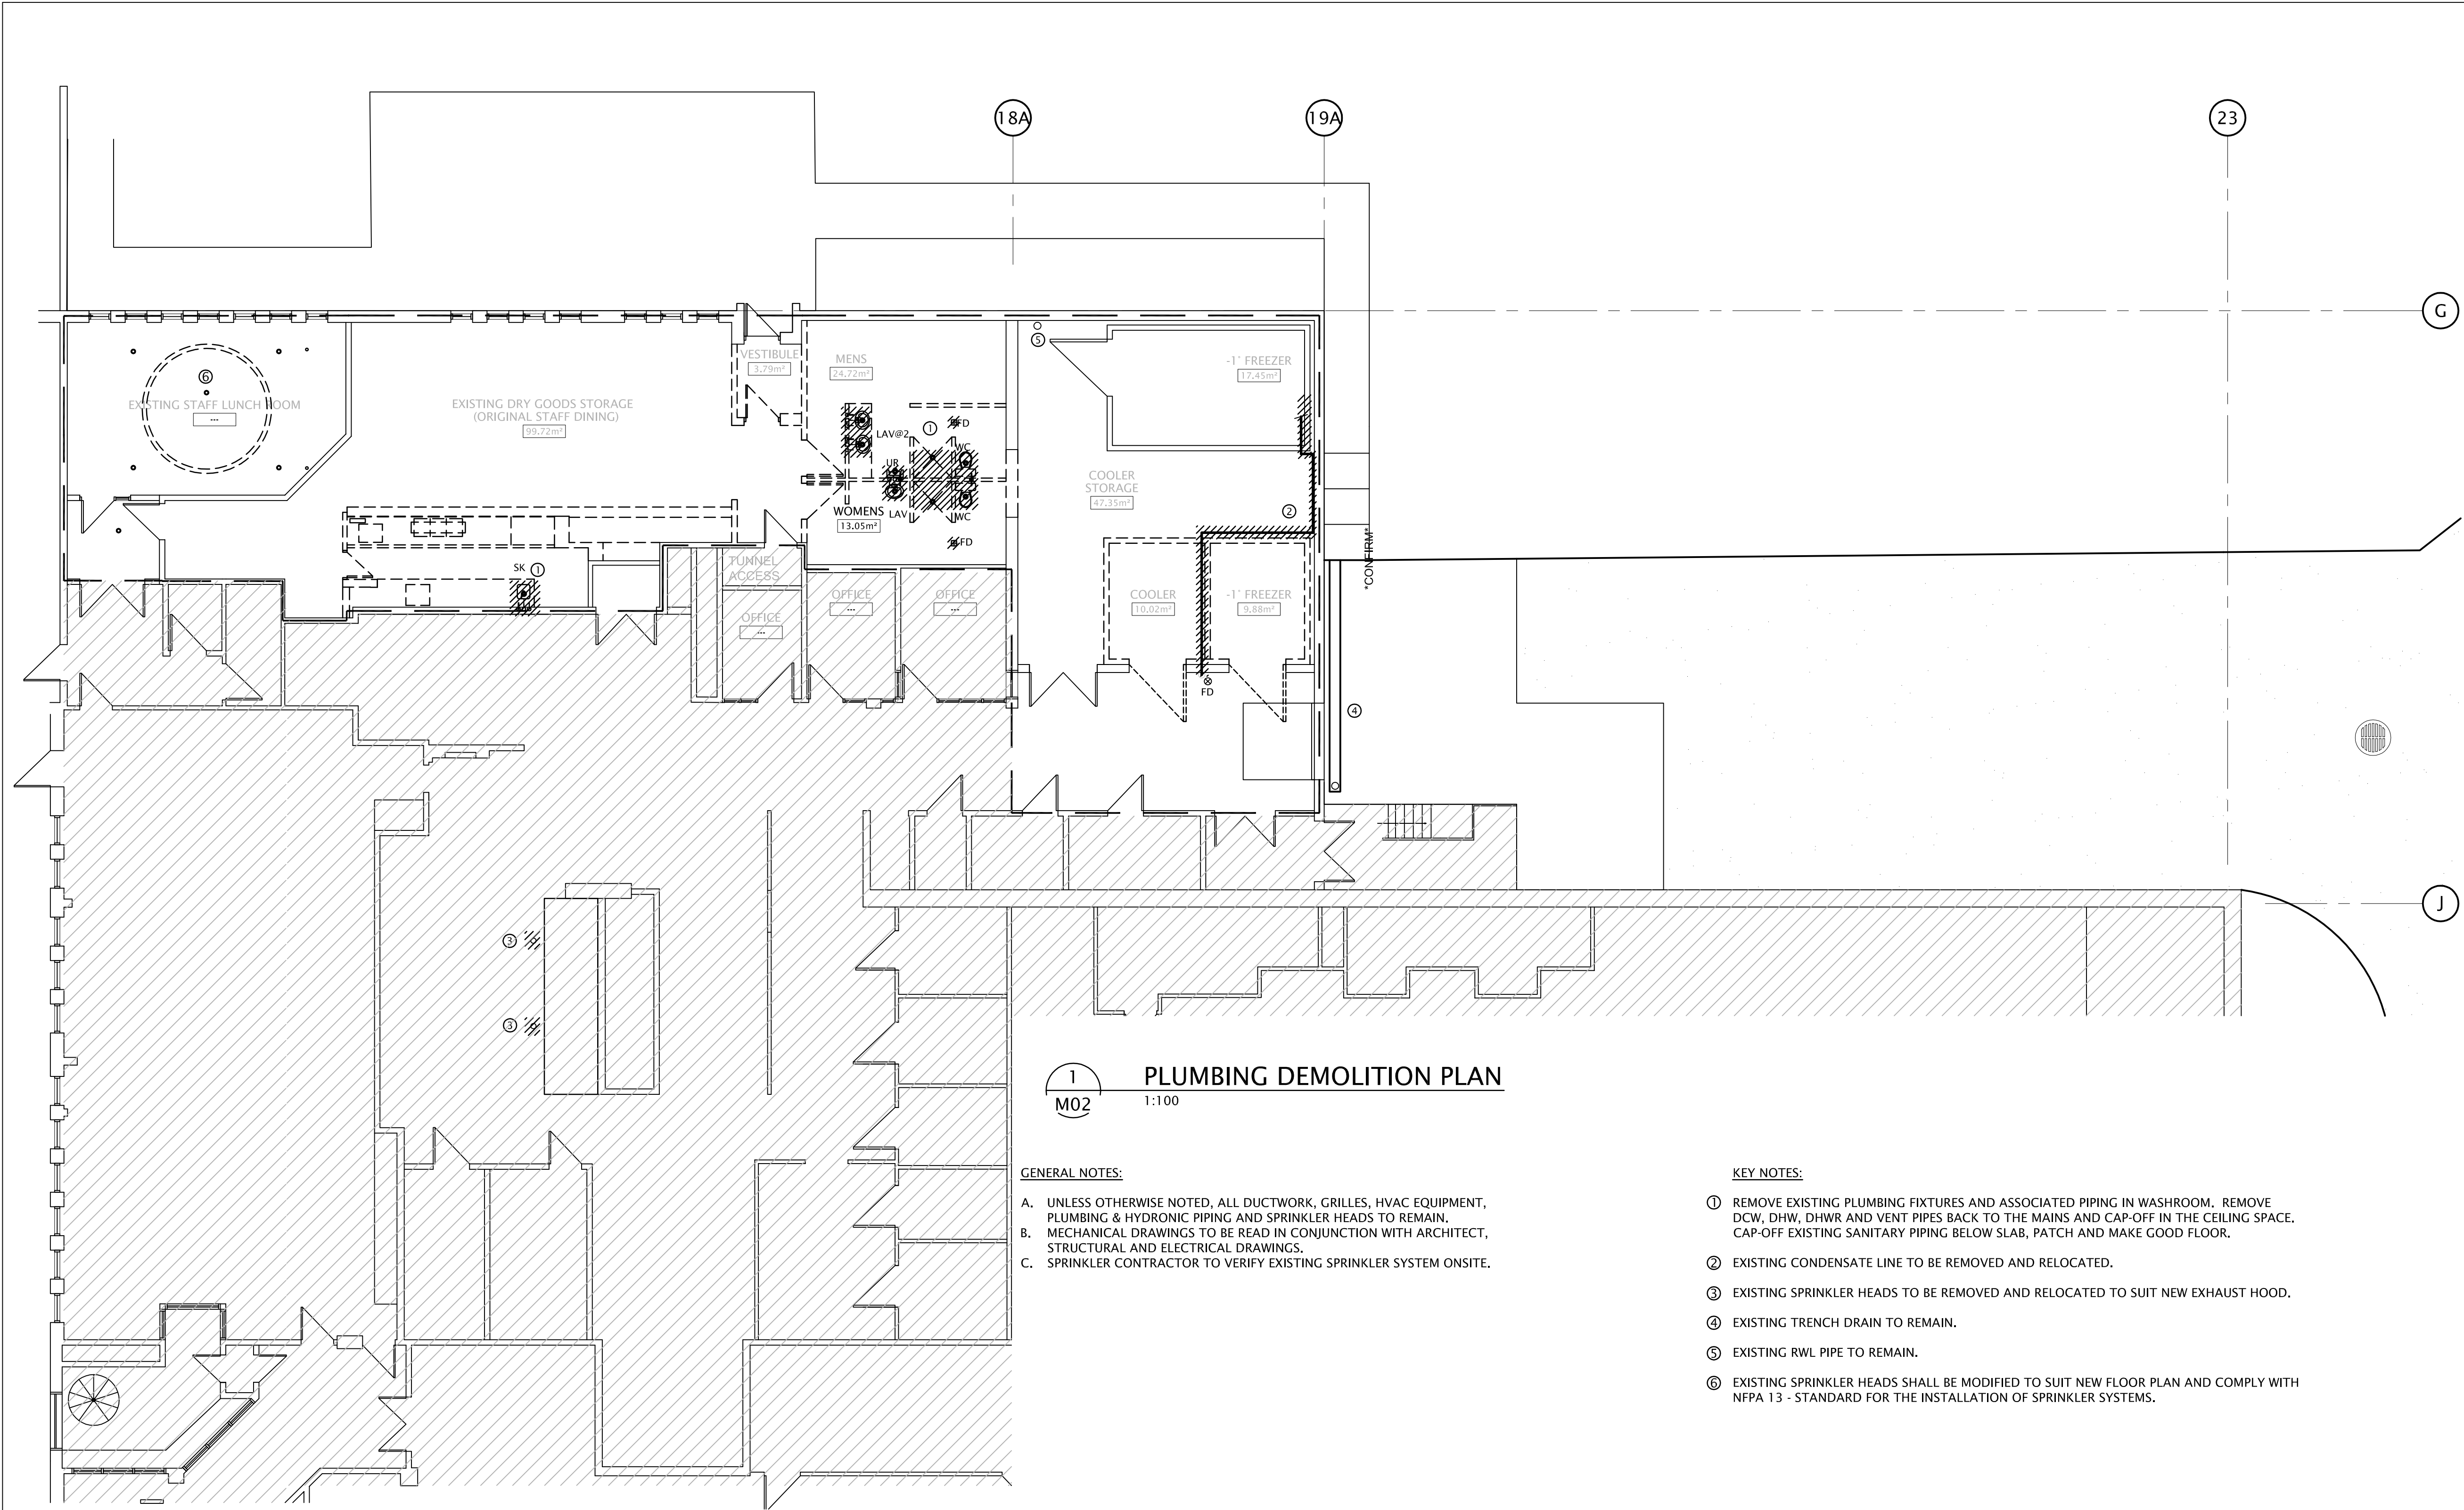 18A
19A
23
G
5
VESTIBULE
3.79m²
MENS
24.72m²
-1° FREEZER
17.45m²
6
EXISTING STAFF LUNCH ROOM
---
EXISTING DRY GOODS STORAGE
(ORIGINAL STAFF DINING)
99.72m²
LAV@2
1
FD
WC
UR
COOLER
STORAGE
47.35m²
WOMENS
LAV
WC
13.05m²
2
FD
*CONFIRM*
SK
1
TUNNEL
ACCESS
OFFICE
---
OFFICE
---
OFFICE
---
COOLER
10.02m²
-1° FREEZER
9.88m²
FD
4
J
3
3
1
M02
PLUMBING DEMOLITION PLAN
1:100
GENERAL NOTES:
A. UNLESS OTHERWISE NOTED, ALL DUCTWORK, GRILLES, HVAC EQUIPMENT,
PLUMBING & HYDRONIC PIPING AND SPRINKLER HEADS TO REMAIN.
B. MECHANICAL DRAWINGS TO BE READ IN CONJUNCTION WITH ARCHITECT,
STRUCTURAL AND ELECTRICAL DRAWINGS.
C. SPRINKLER CONTRACTOR TO VERIFY EXISTING SPRINKLER SYSTEM ONSITE.
KEY NOTES:
1 REMOVE EXISTING PLUMBING FIXTURES AND ASSOCIATED PIPING IN WASHROOM. REMOVE
DCW, DHW, DHWR AND VENT PIPES BACK TO THE MAINS AND CAP-OFF IN THE CEILING SPACE.
CAP-OFF EXISTING SANITARY PIPING BELOW SLAB, PATCH AND MAKE GOOD FLOOR.
2 EXISTING CONDENSATE LINE TO BE REMOVED AND RELOCATED.
3 EXISTING SPRINKLER HEADS TO BE REMOVED AND RELOCATED TO SUIT NEW EXHAUST HOOD.
4 EXISTING TRENCH DRAIN TO REMAIN.
5 EXISTING RWL PIPE TO REMAIN.
6 EXISTING SPRINKLER HEADS SHALL BE MODIFIED TO SUIT NEW FLOOR PLAN AND COMPLY WITH
NFPA 13 - STANDARD FOR THE INSTALLATION OF SPRINKLER SYSTEMS.